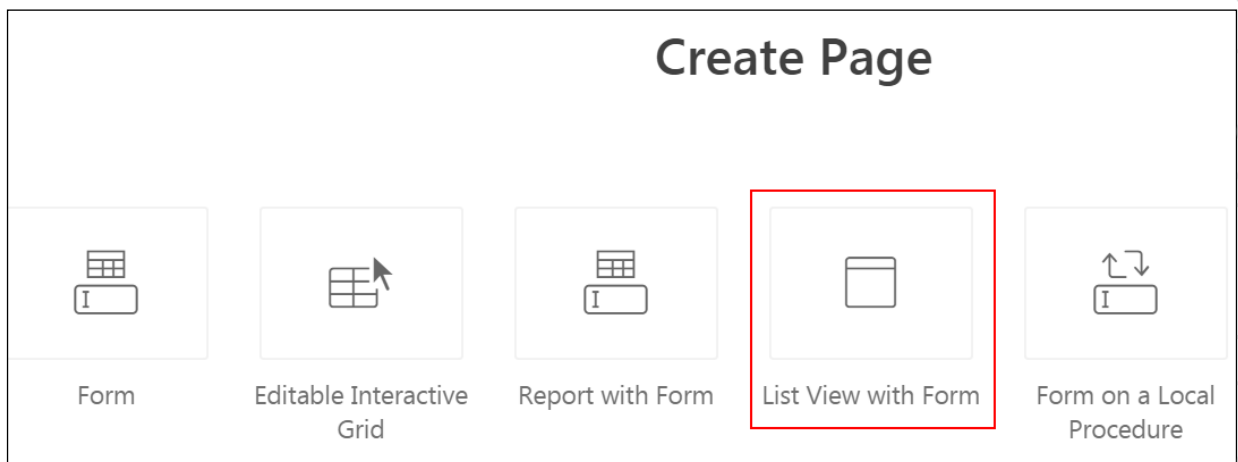 Create Page
Form
Editable Interactive
Grid
Report with Form
List View with Form
Form on a Local
Procedure